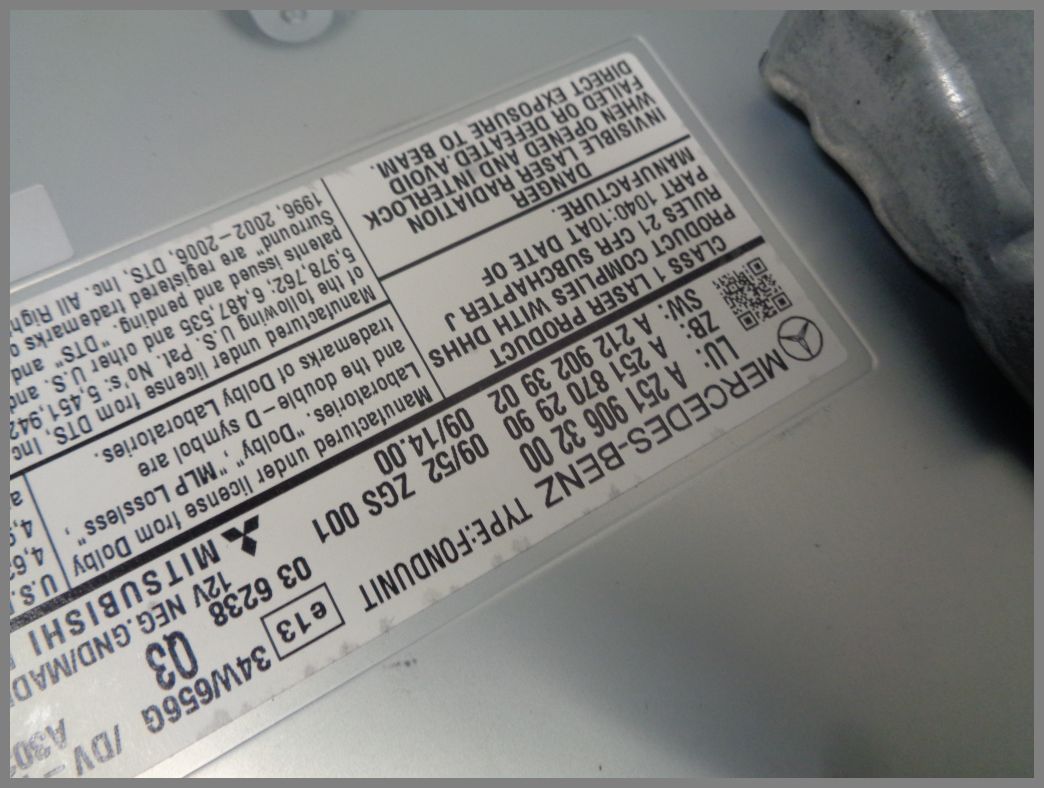 MERCEDES-BENZ TYPE:FONDUNIT e13 34W/656G /DV-
LU: A 251 906 32 00 03 6238 Q3
ZB: A 251 870 29 90 09/52 ZGS 001 12V NEG.GND/MAD
SW: A 212 902 39 02 09/14.00 MITSUBISHI
CLASS 1 LASER PRODUCT
PRODUCT COMPLIES WITH DHHS
RULES 21 CFR SUBCHAPTER J
PART 1040:10AT DATE OF
MANUFACTURE.
DANGER
INVISIBLE LASER RADIATION
WHEN OPENED AND INTERLOCK
FAILED OR DEFEATED.AVOID
DIRECT EXPOSURE TO BEAM.
Manufactured under license from Dolby
Laboratories. "Dolby", "MLP Lossless",
and the double-D symbol are
trademarks of Dolby Laboratories.
Manufactured under license from DTS, Inc
of the following U.S. Pat. No's: 5,451,942
5,978,762; 6,487,535 and other U.S. and
patents issued and pending. "DTS" and
Surround" are registered trademarks
1996, 2002-2006, DTS, Inc. All Righ
U.S.